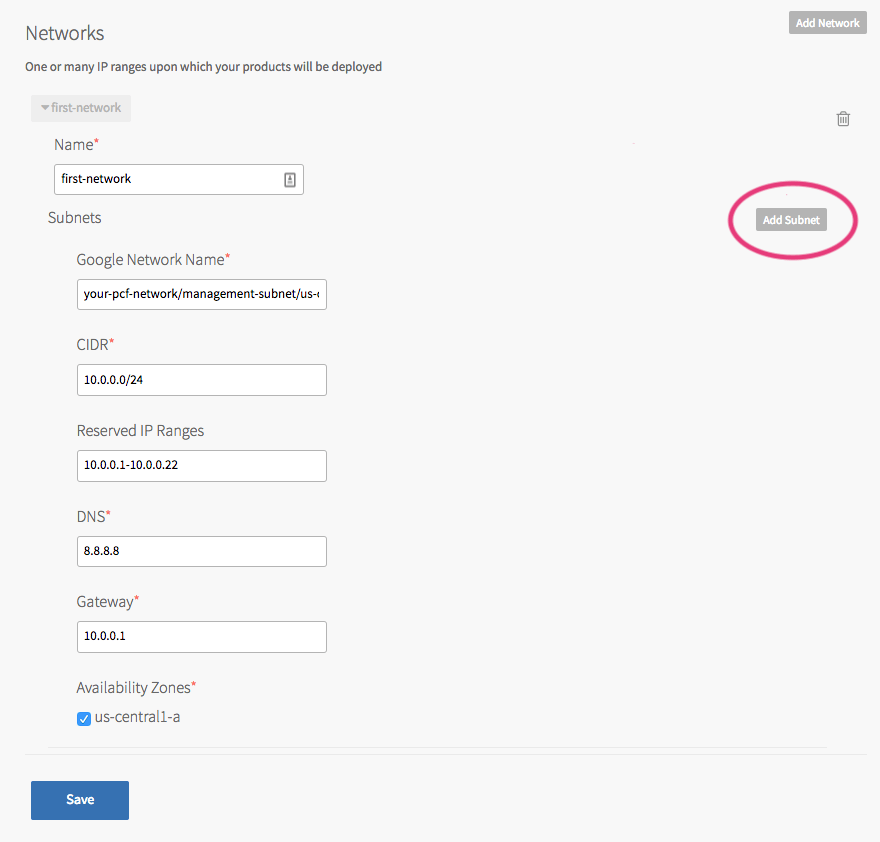 Networks
Add Network
One or many IP ranges upon which your products will be deployed
first-network
Name*
first-network
Subnets
Add Subnet
Google Network Name*
your-pcf-network/management-subnet/us-
CIDR*
10.0.0.0/24
Reserved IP Ranges
10.0.0.1-10.0.0.22
DNS*
8.8.8.8
Gateway*
10.0.0.1
Availability Zones*
us-central1-a
Save